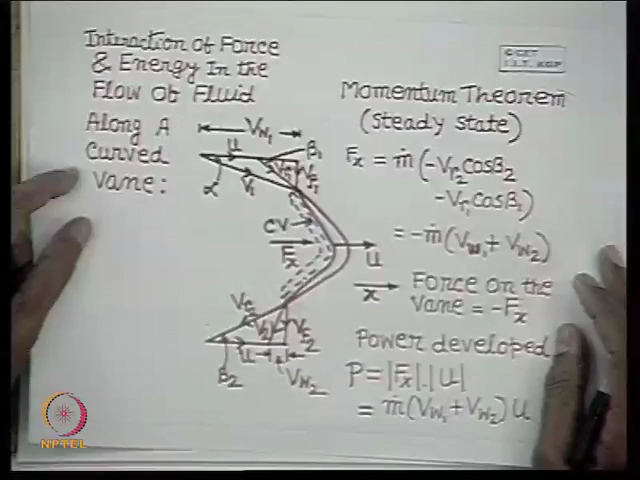 Interaction of Force
& Energy In the
Flow of Fluid
Along A
Curved
Vane:
© CET
I.I.T. KGP
Momentum Theorem
(Steady state)
Fx = ṁ(-Vr2 cosβ2
-Vr1 cosβ1)
= -ṁ(Vw1 + Vw2)
x
Force on the
Vane = -Fx
Power developed
P = |Fx|.|U|
= ṁ(Vw1 + Vw2) U
Vw1
U
β1
α
V1
Vr1
Vf1
CV
Fx
U
Vr2
V2
Vf2
U
β2
Vw2
NPTEL